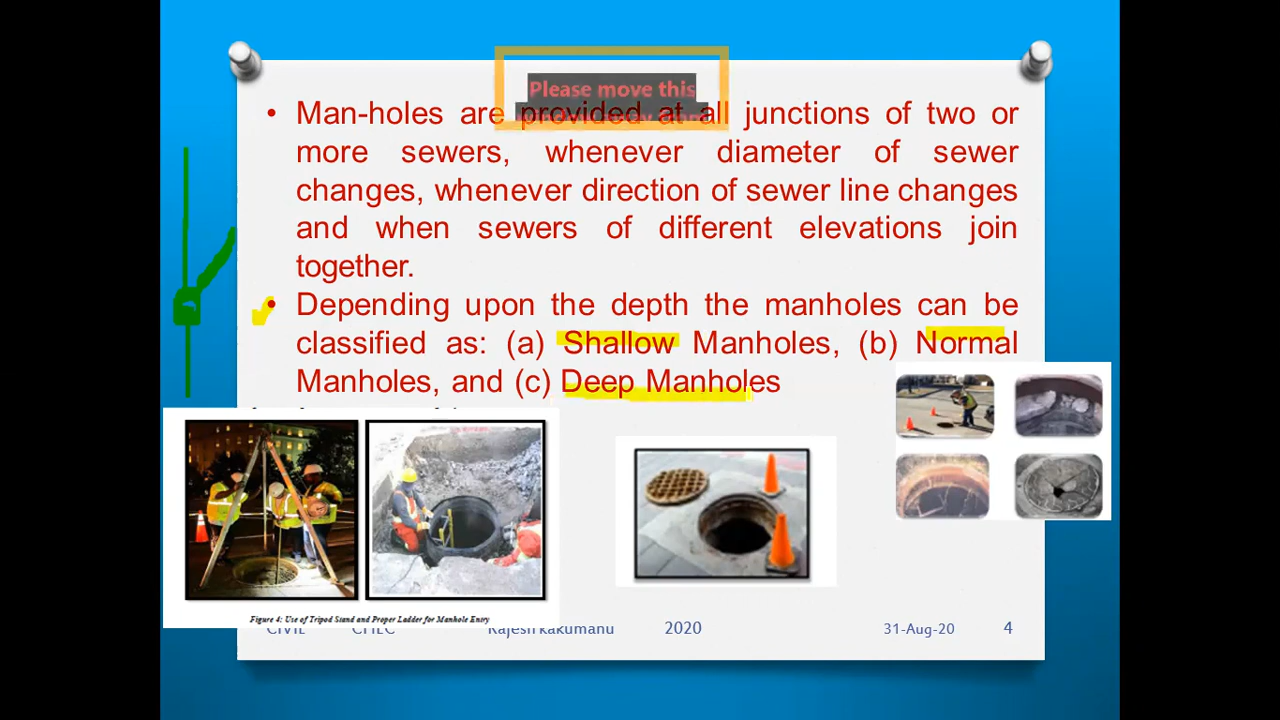 Please move this
Man-holes are provided at all junctions of two or
more sewers, whenever diameter of sewer
changes, whenever direction of sewer line changes
and when sewers of different elevations join
together.
Depending upon the depth the manholes can be
classified as: (a) Shallow Manholes, (b) Normal
Manholes, and (c) Deep Manholes
Figure 4: Use of Tripod Stand and Proper Ladder for Manhole Entry
CIVIL Rajesh kakumanu 2020 31-Aug-20 4